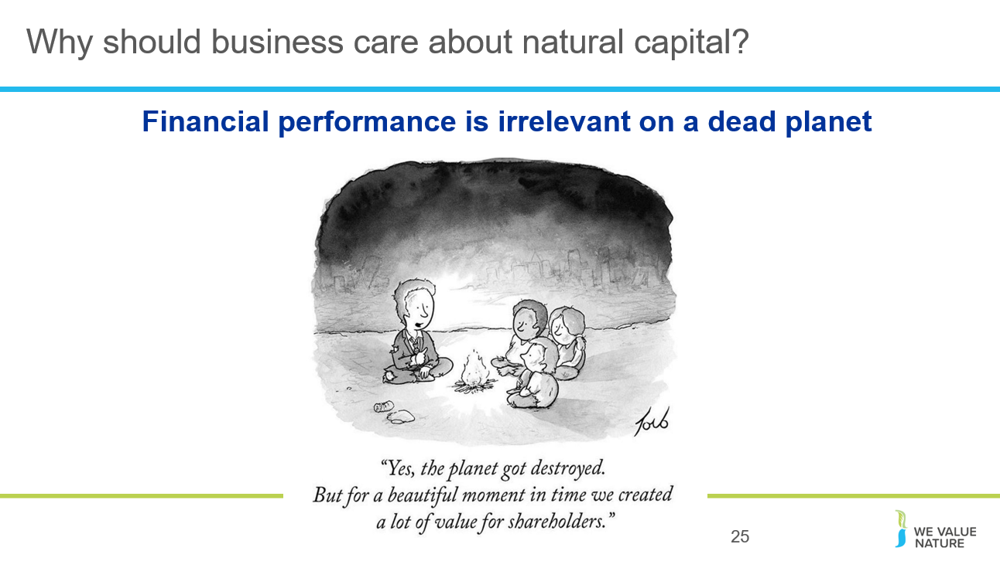 Why should business care about natural capital?
Financial performance is irrelevant on a dead planet
Toro
“Yes, the planet got destroyed.
But for a beautiful moment in time we created
a lot of value for shareholders.”
25
WE VALUE
NATURE